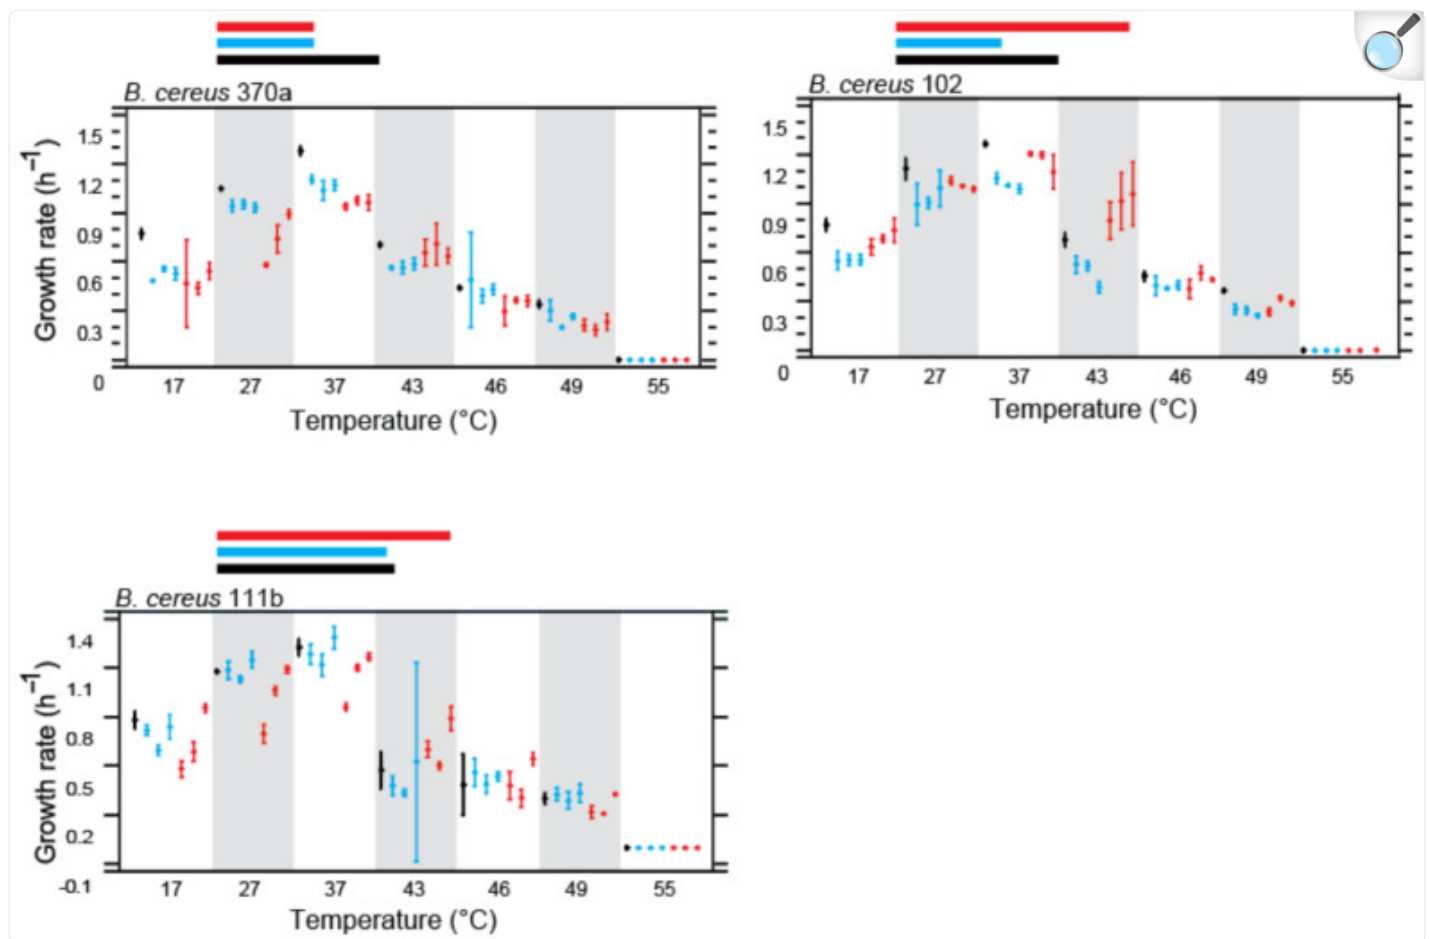 B. cereus 370a
Growth rate (h⁻¹)
1.5
1.2
0.9
0.6
0.3
0
17 27 37 43 46 49 55
Temperature (°C)
B. cereus 102
1.5
1.2
0.9
0.6
0.3
0
17 27 37 43 46 49 55
Temperature (°C)
B. cereus 111b
Growth rate (h⁻¹)
1.4
1.1
0.8
0.5
0.2
-0.1
17 27 37 43 46 49 55
Temperature (°C)